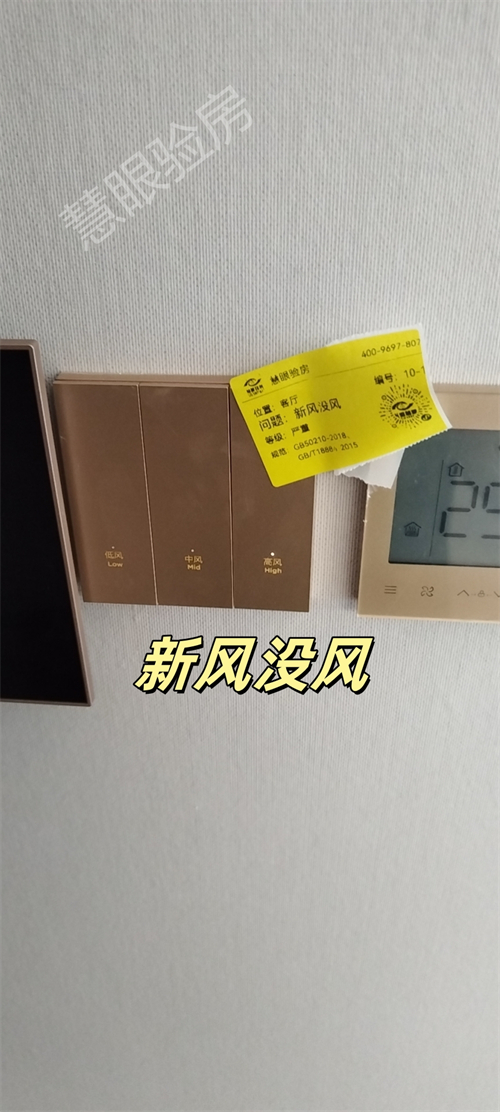 慧眼验房
慧眼验房
400-9697-807
编号：10-1
位置：客厅
问题：新风没风
等级：严重
规范：GB50210-2018、
GB/T18883-2015
低风
Low
中风
Mid
高风
High
新风没风